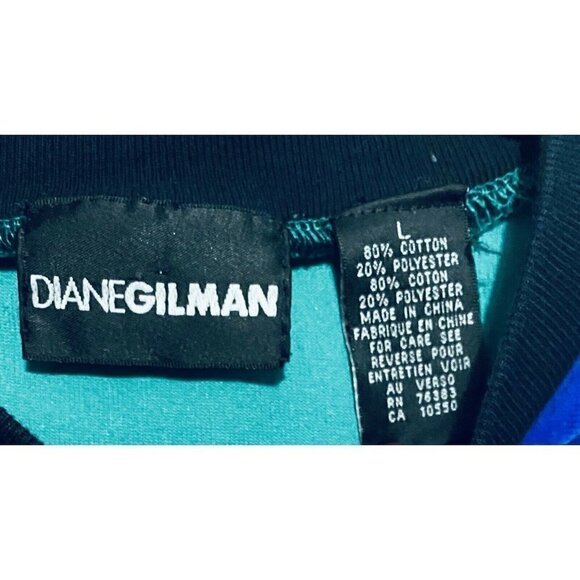 DIANEGILMAN
L
80% COTTON
20% POLYESTER
80% COTON
20% POLYESTER
MADE IN CHINA
FABRIQUE EN CHINE
FOR CARE SEE
REVERSE POUR
ENTRETIEN VOIR
AU VERSO
RN 76383
CA 10550